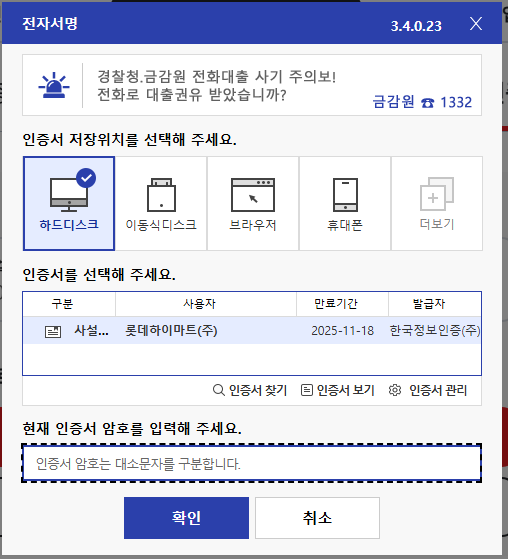 전자서명
3.4.0.23
경찰청.금감원 전화대출 사기 주의보!
전화로 대출권유 받았습니까?
금감원 ☎ 1332
인증서 저장위치를 선택해 주세요.
하드디스크 이동식디스크 브라우저 휴대폰 더보기
인증서를 선택해 주세요.
구분 사용자 만료기간 발급자
사설... 롯데하이마트(주) 2025-11-18 한국정보인증(주)
인증서 찾기 인증서 보기 인증서 관리
현재 인증서 암호를 입력해 주세요.
인증서 암호는 대소문자를 구분합니다.
확인 취소